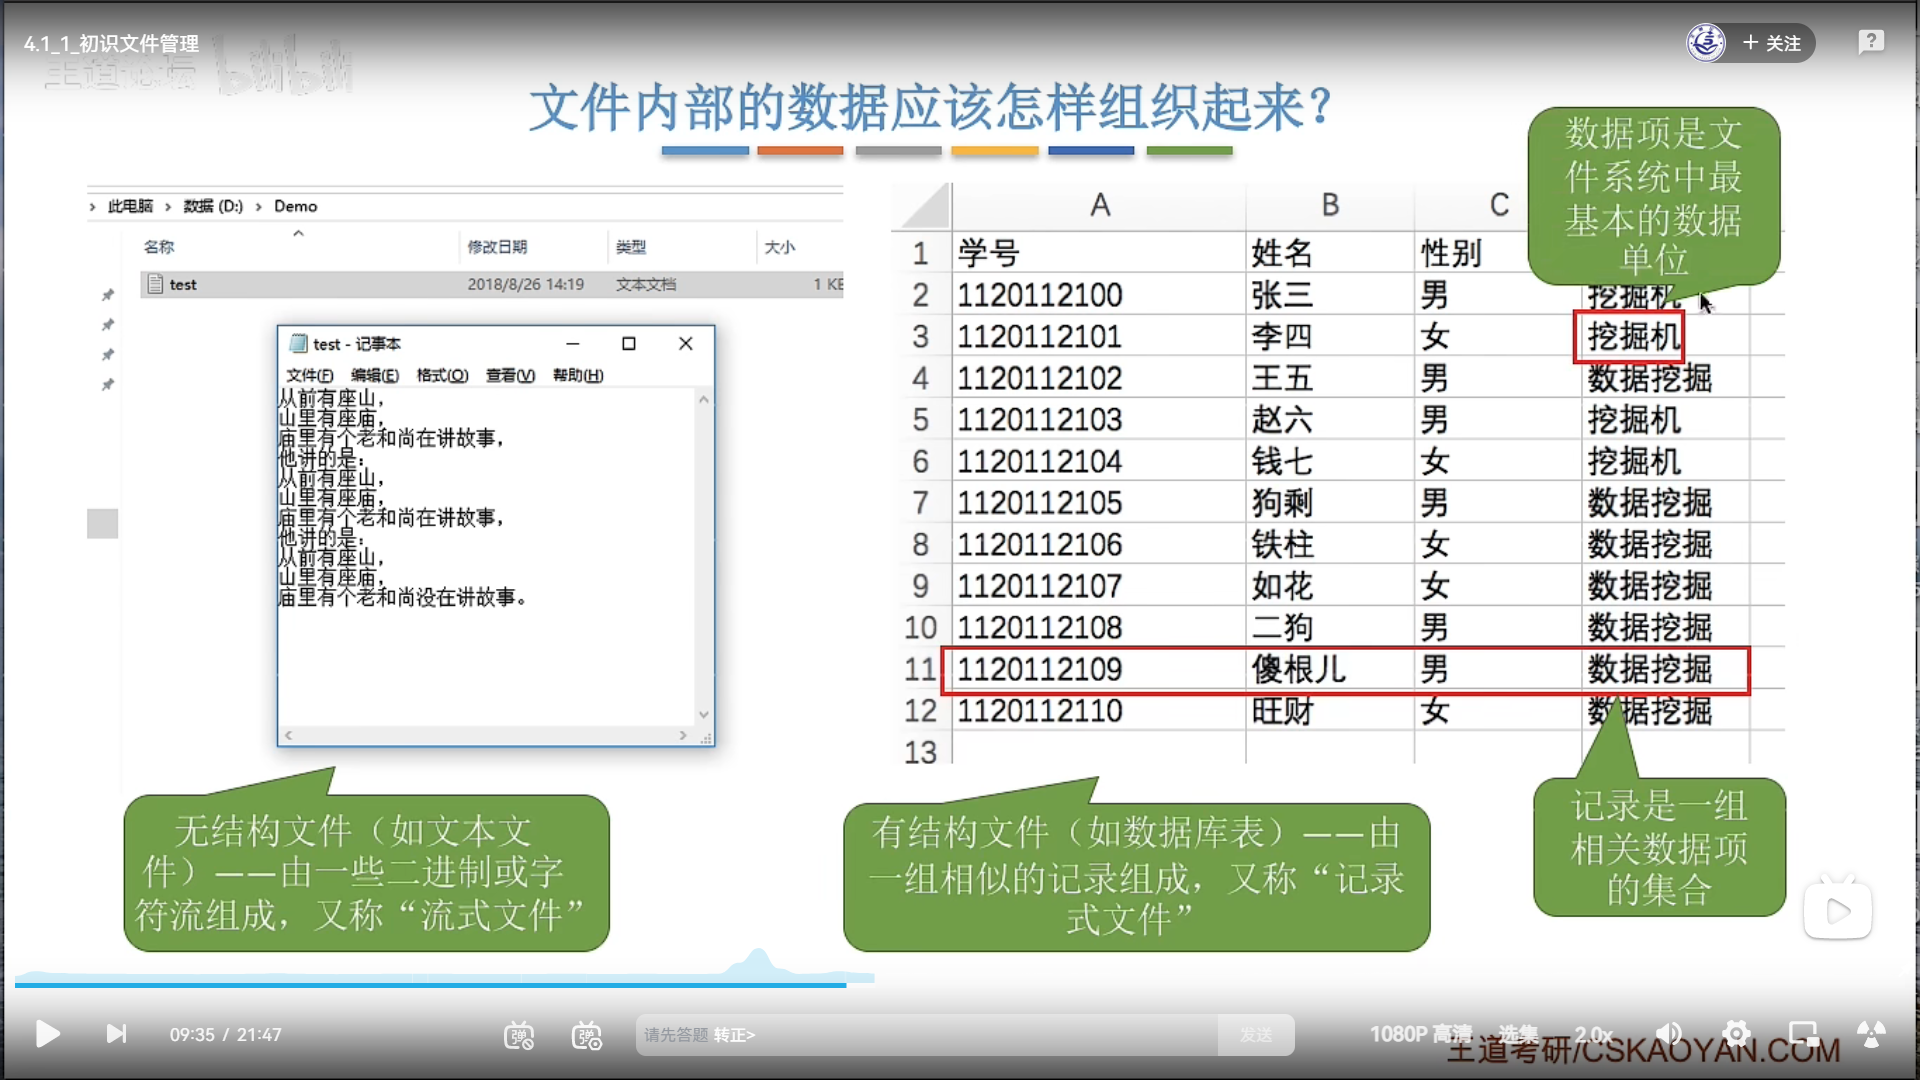 4.1_1_初识文件管理
+ 关注
王道论坛 bilibili
文件内部的数据应该怎样组织起来？
此电脑 > 数据 (D:) > Demo
名称 修改日期 类型 大小
test 2018/8/26 14:19 文本文档 1 KB
test - 记事本
文件(F) 编辑(E) 格式(O) 查看(V) 帮助(H)
从前有座山，
山里有座庙，
庙里有个老和尚在讲故事，
他讲的是：
从前有座山，
山里有座庙，
庙里有个老和尚在讲故事，
他讲的是：
从前有座山，
山里有座庙，
庙里有个老和尚没在讲故事。
无结构文件（如文本文
件）——由一些二进制或字
符流组成，又称“流式文件”
A B C
1 学号 姓名 性别
2 1120112100 张三 男 挖掘机
3 1120112101 李四 女 挖掘机
4 1120112102 王五 男 数据挖掘
5 1120112103 赵六 男 挖掘机
6 1120112104 钱七 女 挖掘机
7 1120112105 狗剩 男 数据挖掘
8 1120112106 铁柱 女 数据挖掘
9 1120112107 如花 女 数据挖掘
10 1120112108 二狗 男 数据挖掘
11 1120112109 傻根儿 男 数据挖掘
12 1120112110 旺财 女 数据挖掘
13
数据项是文
件系统中最
基本的数据
单位
有结构文件（如数据库表）——由
一组相似的记录组成，又称“记录
式文件”
记录是一组
相关数据项
的集合
09:35 / 21:47
弹 弹
请先答题 转正>
发送
1080P 高清 选集 2.0x
王道考研/CSKAOYAN.COM